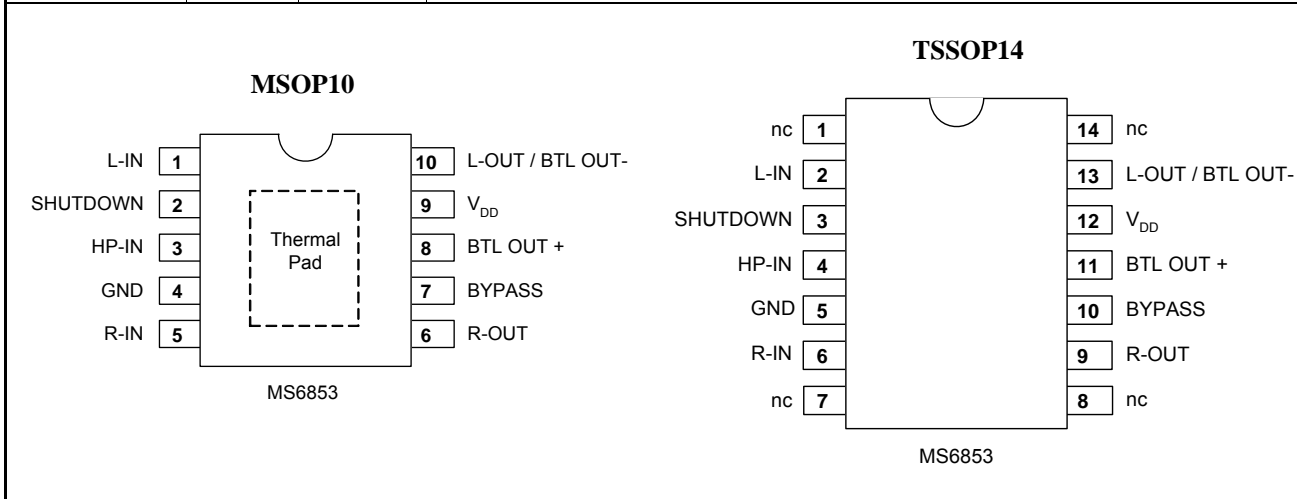 MSOP10
L-IN 1
SHUTDOWN 2
HP-IN 3
GND 4
R-IN 5
10 L-OUT / BTL OUT-
9 VDD
8 BTL OUT +
7 BYPASS
6 R-OUT
Thermal
Pad
MS6853
TSSOP14
nc 1
L-IN 2
SHUTDOWN 3
HP-IN 4
GND 5
R-IN 6
nc 7
14 nc
13 L-OUT / BTL OUT-
12 VDD
11 BTL OUT +
10 BYPASS
9 R-OUT
8 nc
MS6853